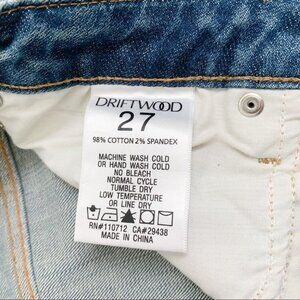 DRIFTWOOD
27
98% COTTON 2% SPANDEX
MACHINE WASH COLD
OR HAND WASH COLD
NO BLEACH
NORMAL CYCLE
TUMBLE DRY
LOW TEMPERATURE
OR LINE DRY
RN#110712 CA#29438
MADE IN CHINA